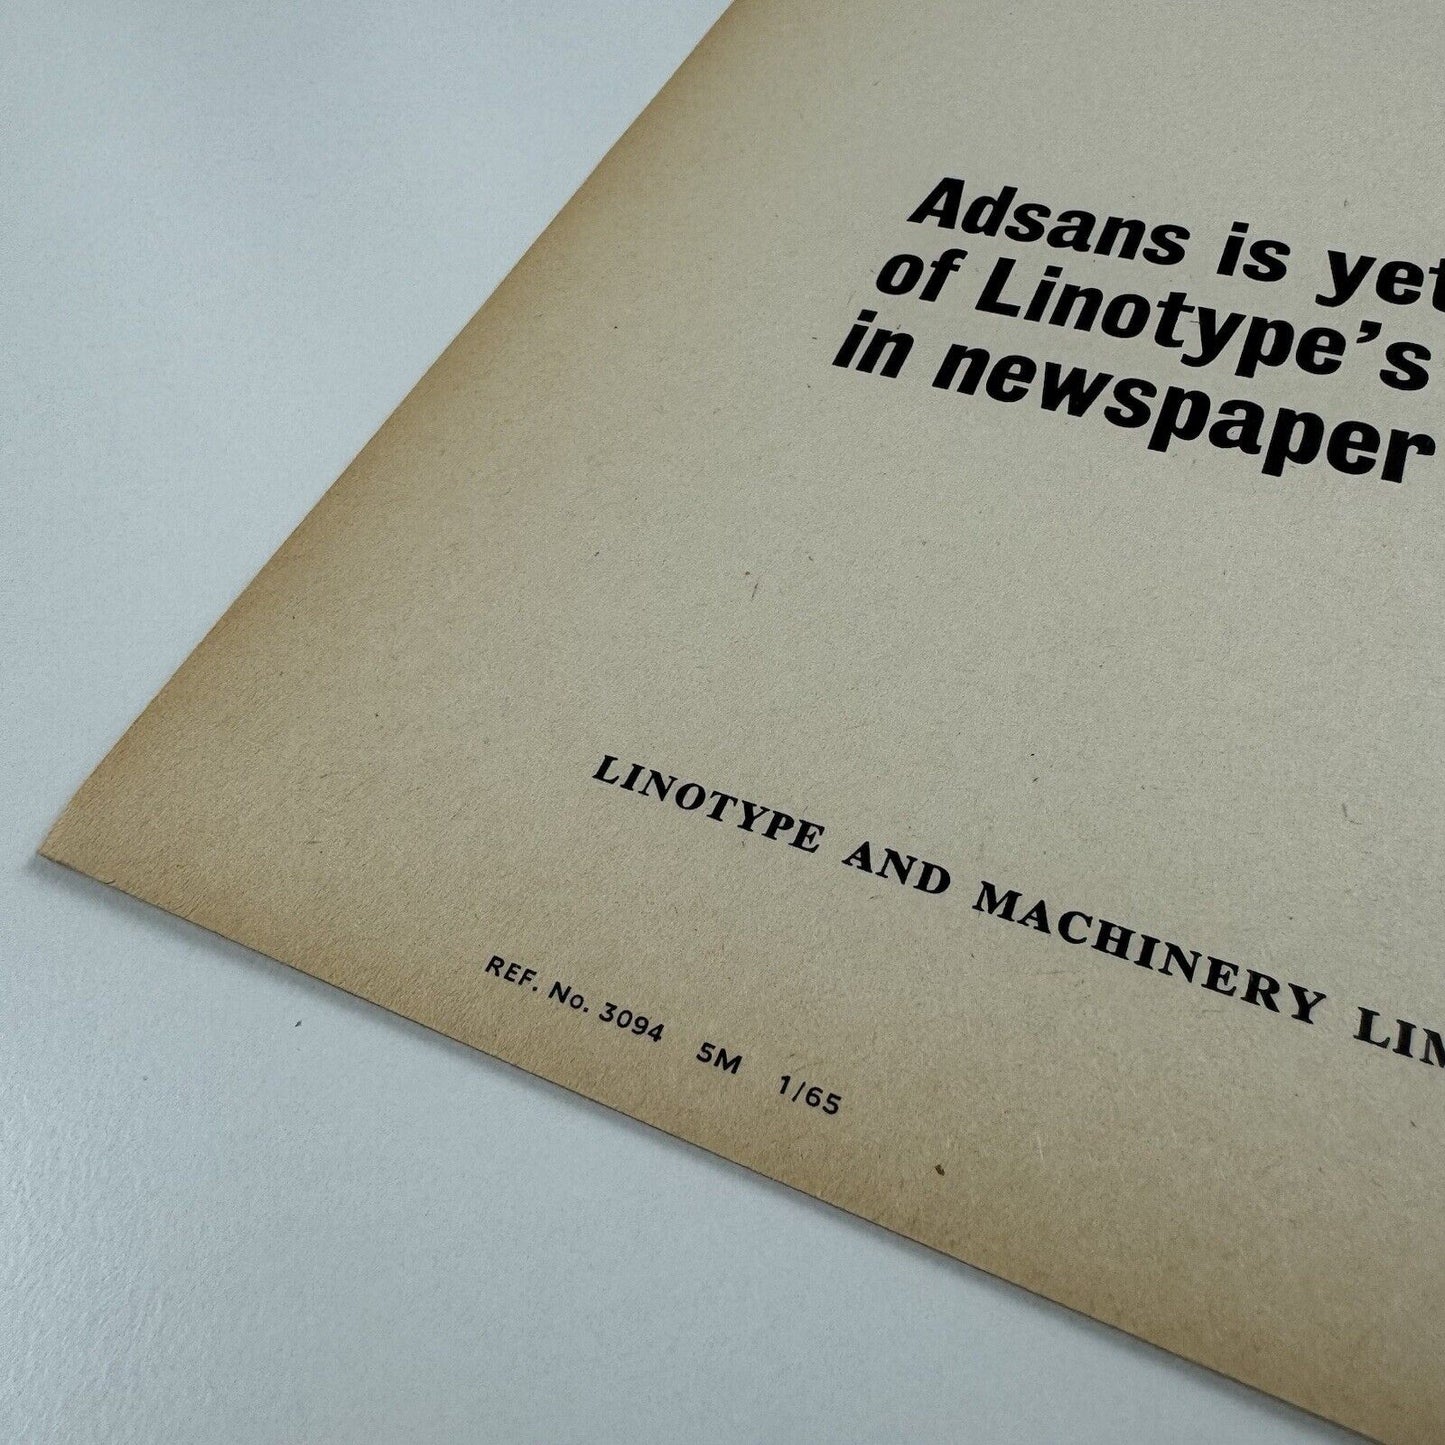 Adsans is yet
of Linotype’s
in newspaper
LINOTYPE AND MACHINERY LIM
REF. No. 3094 5M 1/65